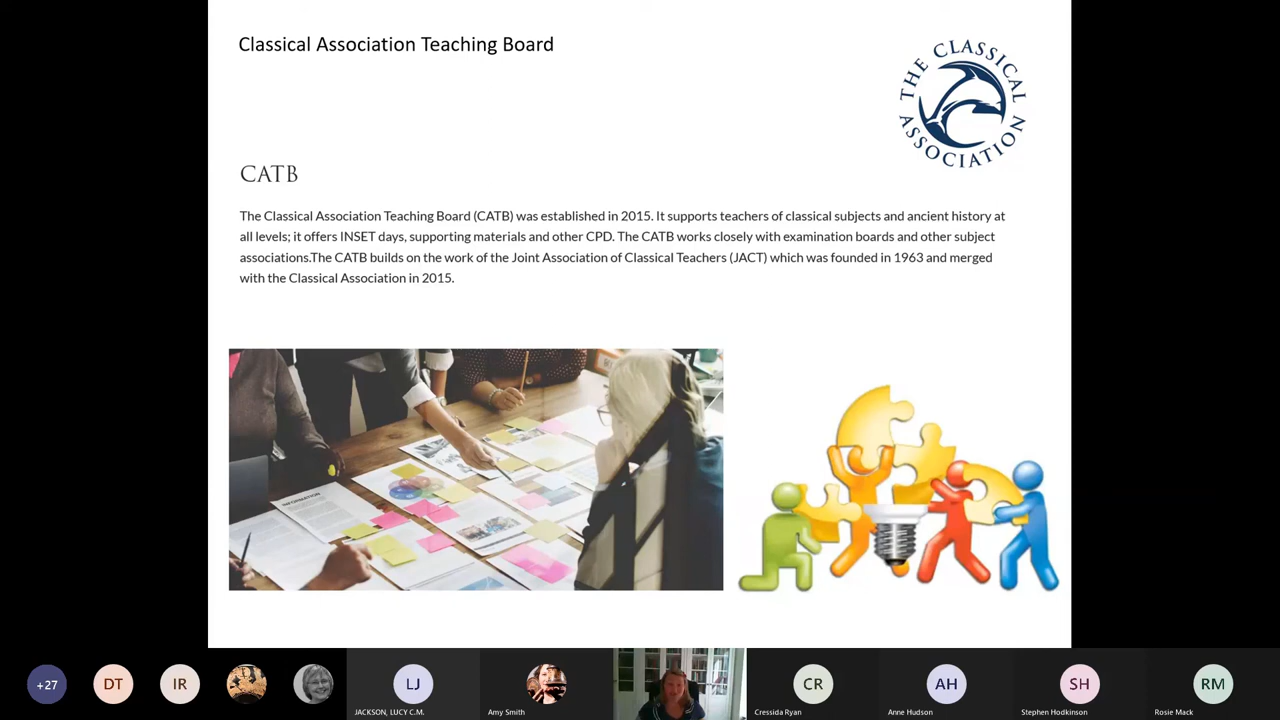 Classical Association Teaching Board
THE CLASSICAL
ASSOCIATION
CATB
The Classical Association Teaching Board (CATB) was established in 2015. It supports teachers of classical subjects and ancient history at
all levels; it offers INSET days, supporting materials and other CPD. The CATB works closely with examination boards and other subject
associations.The CATB builds on the work of the Joint Association of Classical Teachers (JACT) which was founded in 1963 and merged
with the Classical Association in 2015.
INFORMATION
+27
DT
IR
LJ
CR
AH
SH
RM
JACKSON, LUCY C.M.
Amy Smith
Cressida Ryan
Anne Hudson
Stephen Hodkinson
Rosie Mack